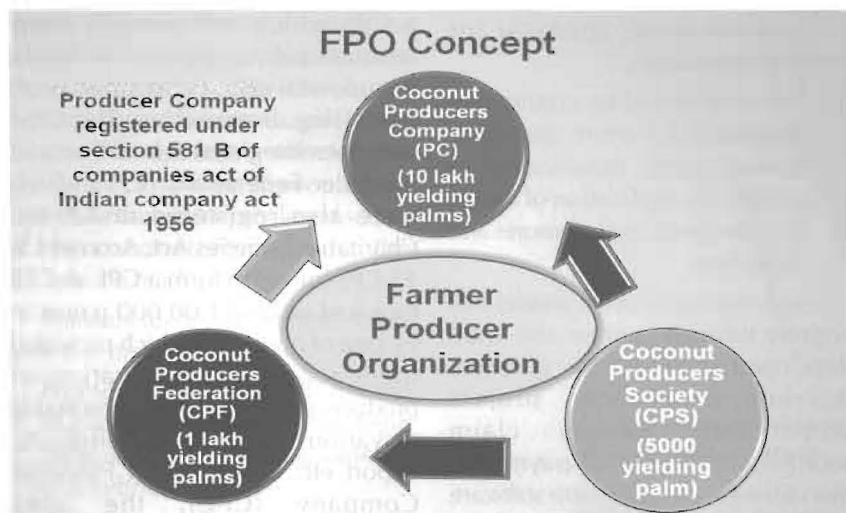 FPO Concept
Producer Company
registered under
section 581 B of
companies act of
Indian company act
1956
Coconut
Producers
Company
(PC)
(10 lakh
yielding
palms)
Farmer
Producer
Organization
Coconut
Producers
Federation
(CPF)
(1 lakh
yielding
palms)
Coconut
Producers
Society
(CPS)
(5000
yielding
palm)